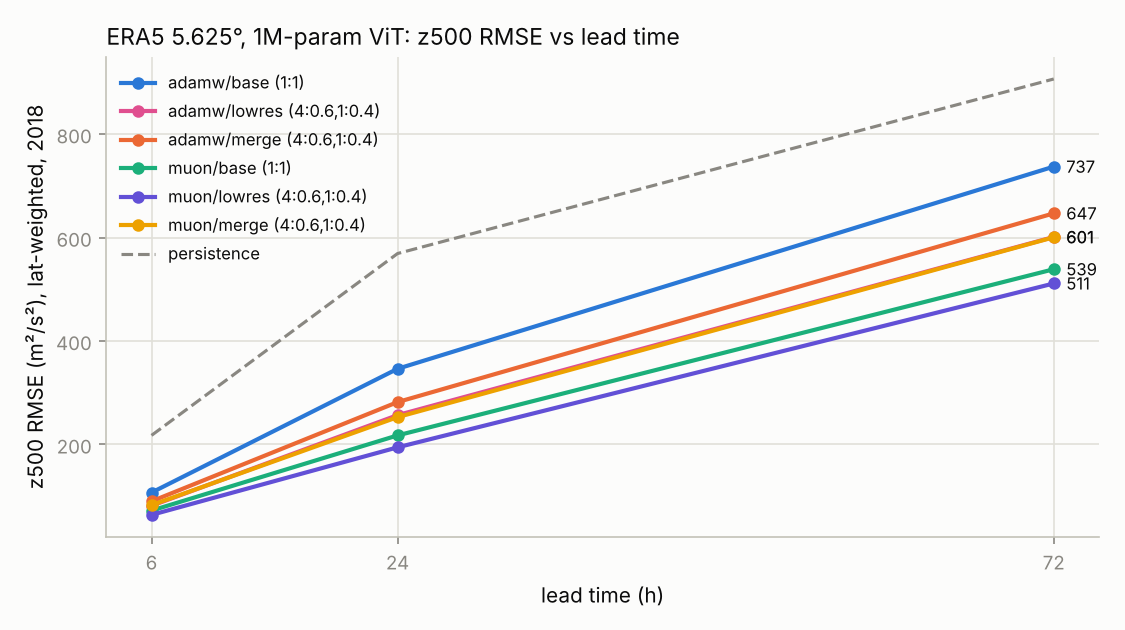 ERA5 5.625°, 1M-param ViT: z500 RMSE vs lead time
adamw/base (1:1)
adamw/lowres (4:0.6,1:0.4)
adamw/merge (4:0.6,1:0.4)
muon/base (1:1)
muon/lowres (4:0.6,1:0.4)
muon/merge (4:0.6,1:0.4)
persistence
z500 RMSE (m²/s²), lat-weighted, 2018
800
600
400
200
737
647
601
539
511
6
24
72
lead time (h)